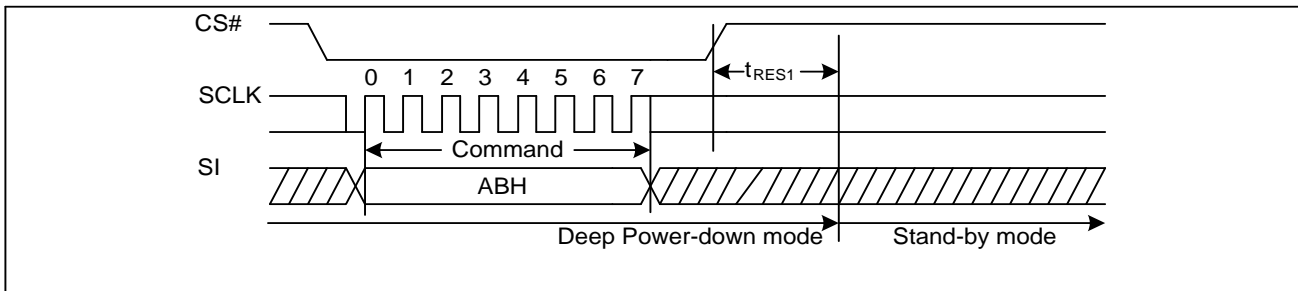 CS#
tRES1
0 1 2 3 4 5 6 7
SCLK
Command
SI
ABH
Deep Power-down mode Stand-by mode